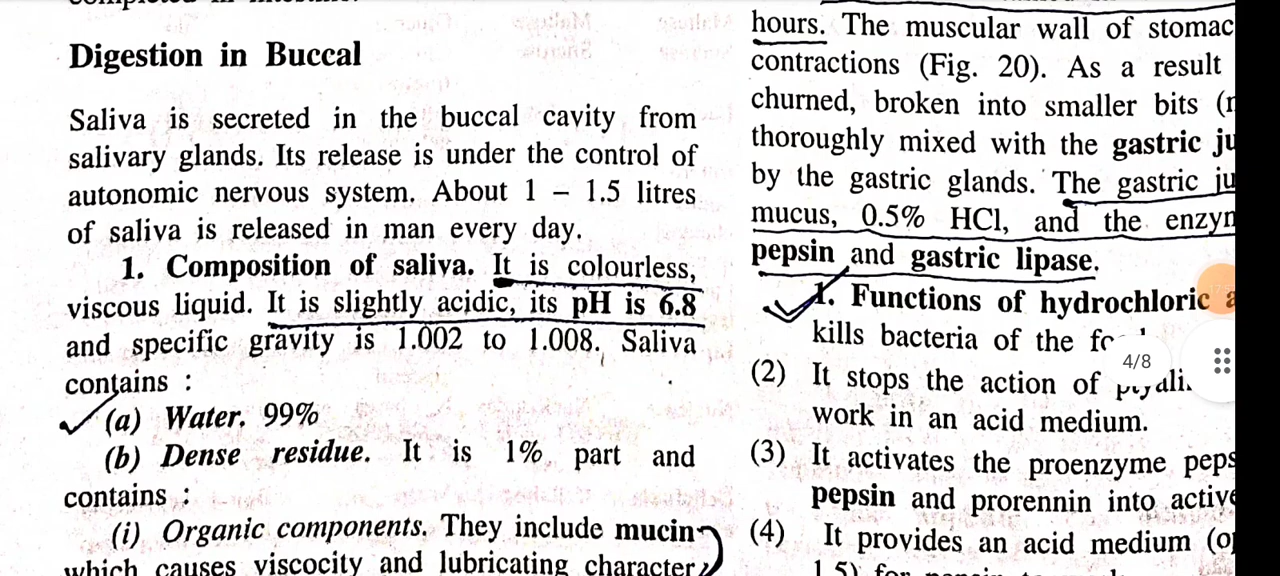 Digestion in Buccal
Saliva is secreted in the buccal cavity from
salivary glands. Its release is under the control of
autonomic nervous system. About 1 – 1.5 litres
of saliva is released in man every day.
1. Composition of saliva. It is colourless,
viscous liquid. It is slightly acidic, its pH is 6.8
and specific gravity is 1.002 to 1.008. Saliva
contains :
(a) Water. 99%
(b) Dense residue. It is 1% part and
contains :
(i) Organic components. They include mucin
which causes viscocity and lubricating character
hours. The muscular wall of
contractions (Fig. 20). As a result
churned, broken into smaller bits
thoroughly mixed with the gastric
by the gastric glands. The gastric
mucus, 0.5% HCl, and the
pepsin and gastric lipase.
1. Functions of hydrochloric
kills bacteria of the
(2) It stops the action of
work in an acid medium.
(3) It activates the proenzyme
pepsin and prorennin into
(4) It provides an acid medium
4/8